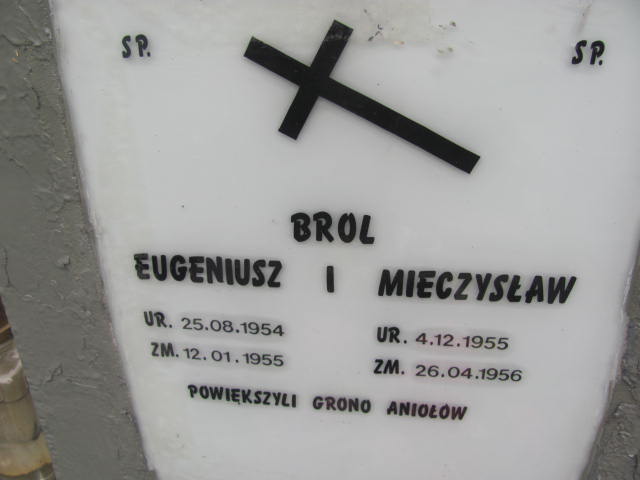 SP. SP.
BROL
EUGENIUSZ I MIECZYSŁAW
UR. 25.08.1954 UR. 4.12.1955
ZM. 12.01.1955 ZM. 26.04.1956
POWIĘKSZYLI GRONO ANIOŁÓW